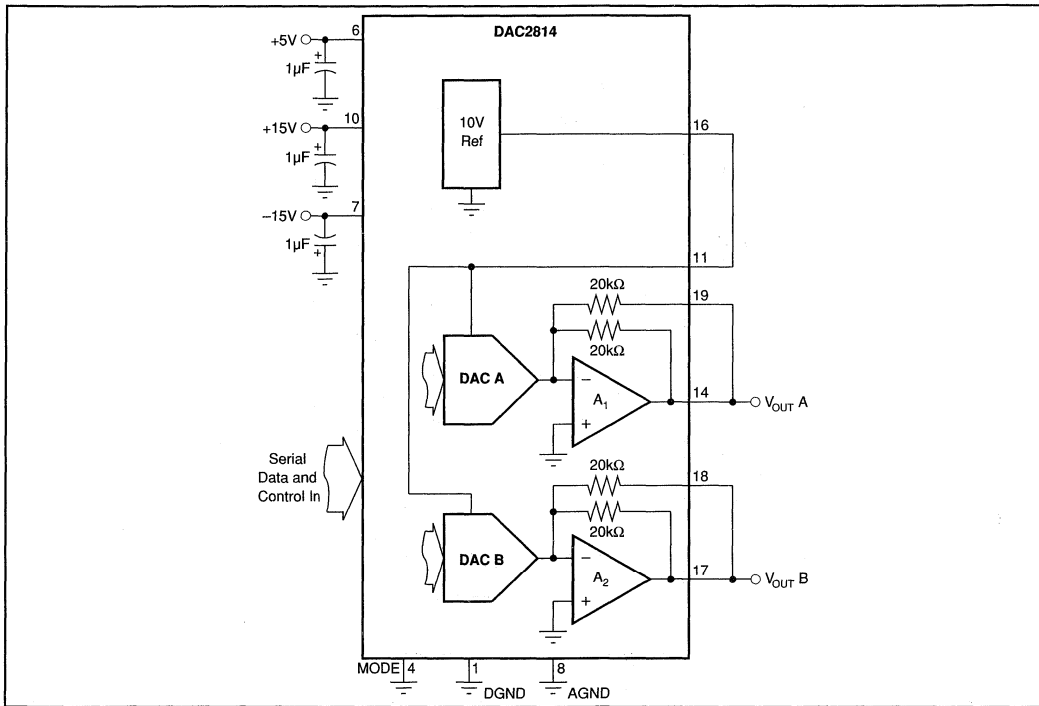 DAC2814
+5V
6
1µF
+
+15V
10
1µF
+
–15V
7
1µF
+
10V
Ref
16
11
20kΩ
19
20kΩ
DAC A
–
A1
+
14
VOUT A
Serial
Data and
Control In
20kΩ
18
20kΩ
DAC B
–
A2
+
17
VOUT B
MODE 4
1
DGND
8
AGND